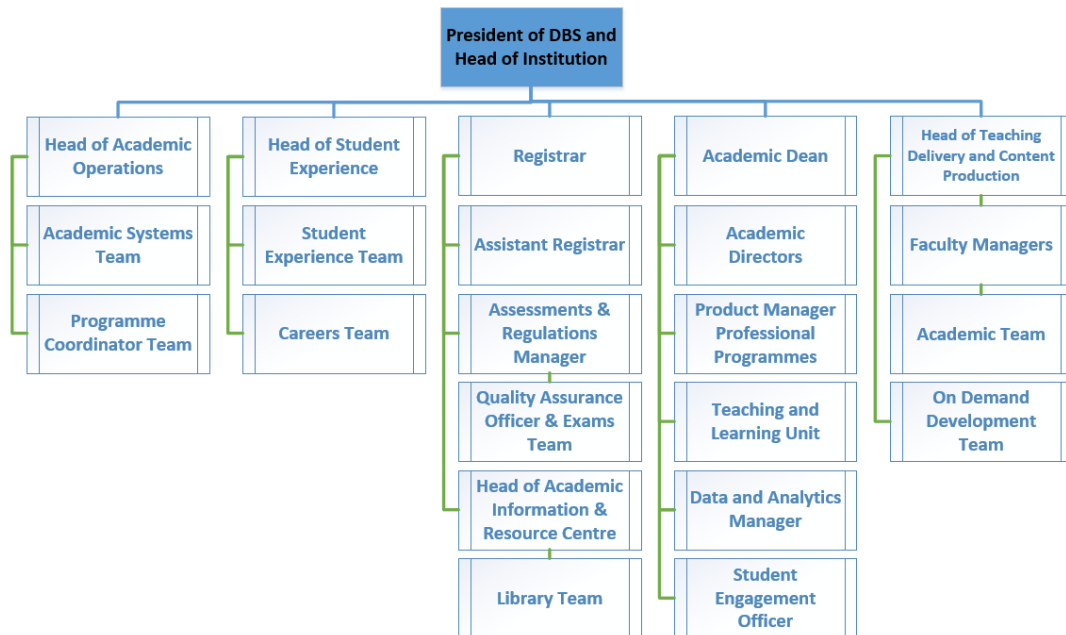 President of DBS and
Head of Institution
Head of Academic
Operations
Academic Systems
Team
Programme
Coordinator Team
Head of Student
Experience
Student
Experience Team
Careers Team
Registrar
Assistant Registrar
Assessments &
Regulations
Manager
Quality Assurance
Officer & Exams
Team
Head of Academic
Information &
Resource Centre
Library Team
Academic Dean
Academic
Directors
Product Manager
Professional
Programmes
Teaching and
Learning Unit
Data and Analytics
Manager
Student
Engagement
Officer
Head of Teaching
Delivery and Content
Production
Faculty Managers
Academic Team
On Demand
Development
Team